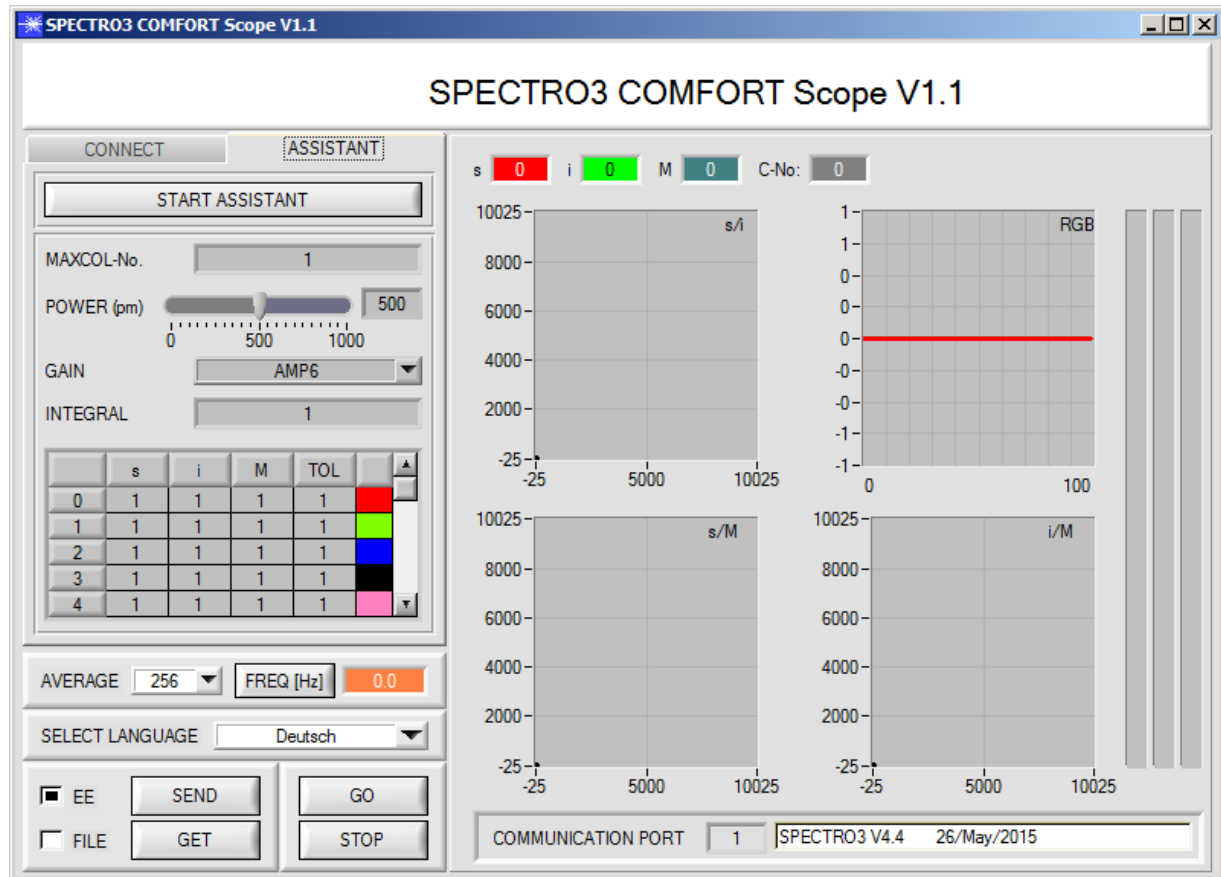 SPECTRO3 COMFORT Scope V1.1
SPECTRO3 COMFORT Scope V1.1
CONNECT ASSISTANT
START ASSISTANT
MAXCOL-No. 1
POWER (pm) 500
0 500 1000
GAIN AMP6
INTEGRAL 1
s i M TOL
0 1 1 1 1
1 1 1 1 1
2 1 1 1 1
3 1 1 1 1
4 1 1 1 1
AVERAGE 256 FREQ [Hz] 0.0
SELECT LANGUAGE Deutsch
EE SEND GO
FILE GET STOP
s 0 i 0 M 0 C-No: 0
s/i
10025
8000
6000
4000
2000
-25
-25 5000 10025
RGB
1
1
0
0
0
-0
-0
-1
-1
0 100
s/M
10025
8000
6000
4000
2000
-25
-25 5000 10025
i/M
10025
8000
6000
4000
2000
-25
-25 5000 10025
COMMUNICATION PORT 1 SPECTRO3 V4.4 26/May/2015